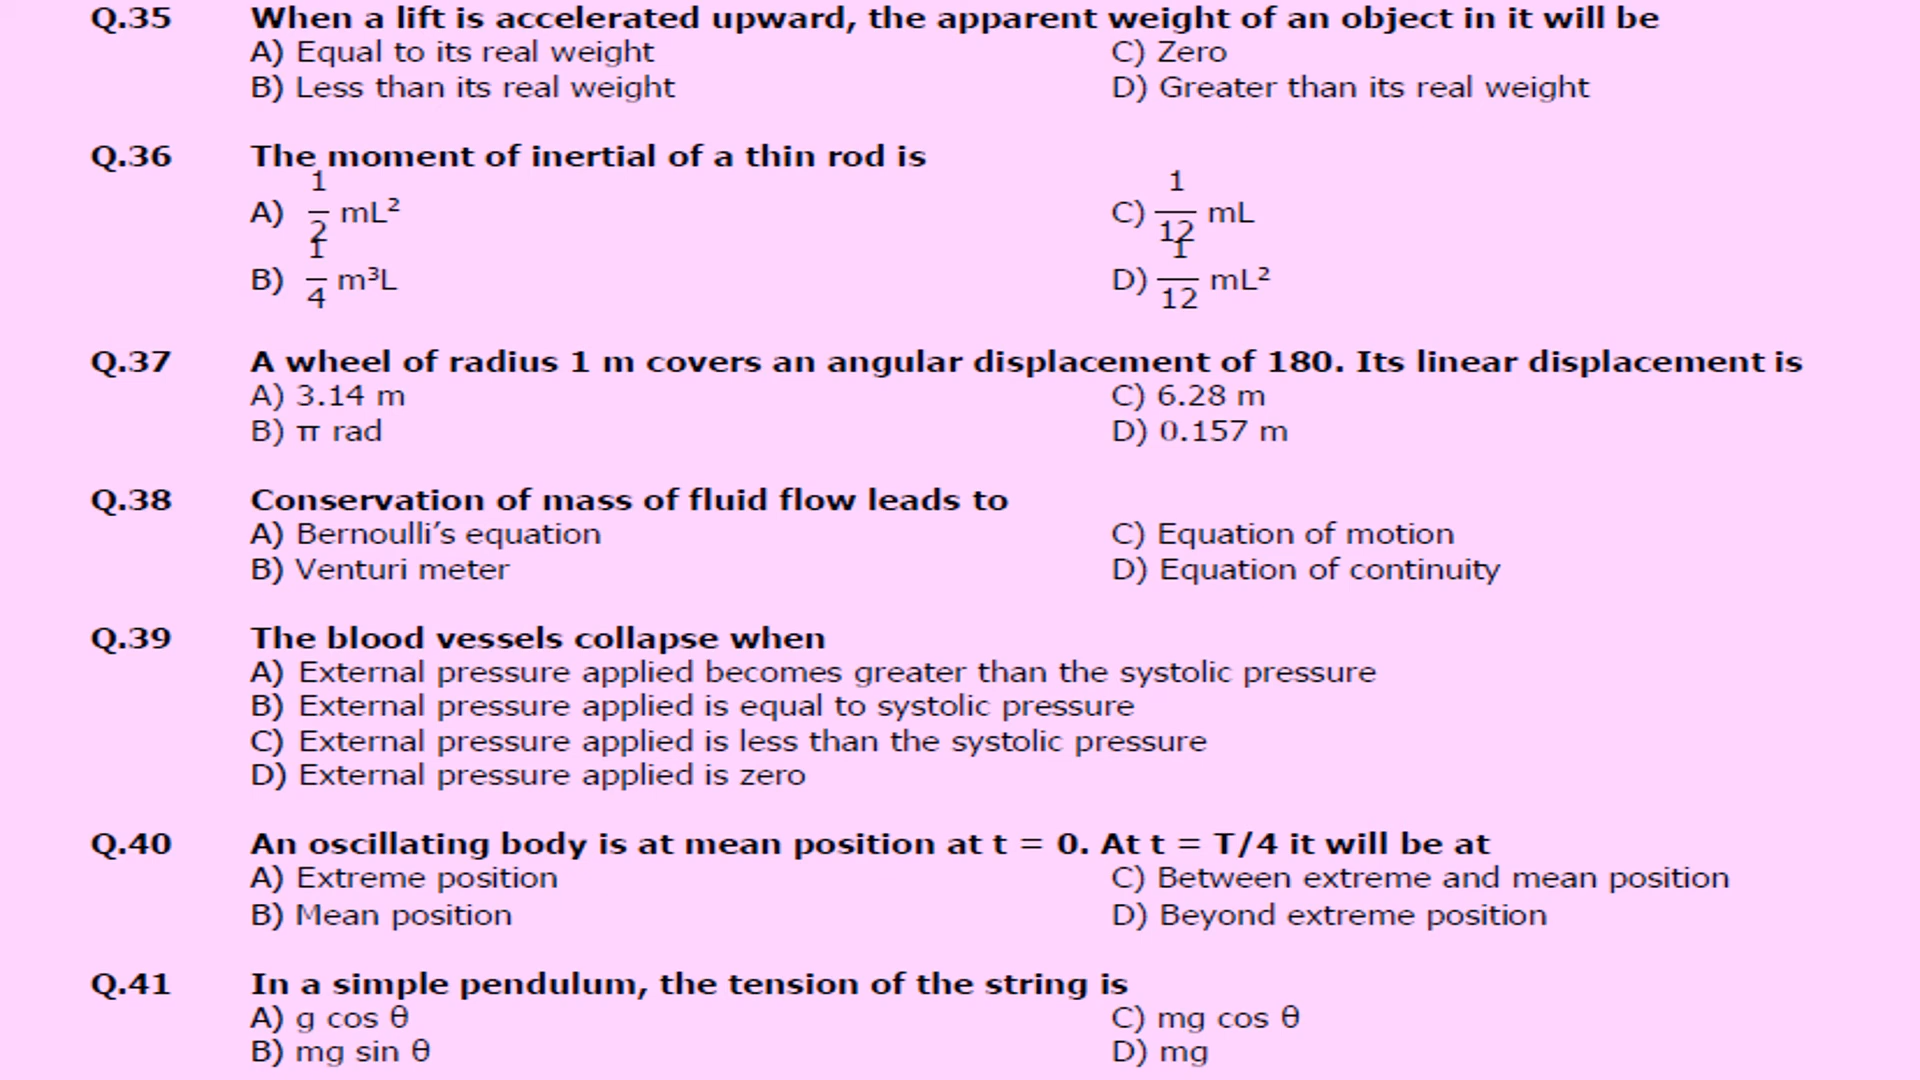 Q.35 When a lift is accelerated upward, the apparent weight of an object in it will be
A) Equal to its real weight C) Zero
B) Less than its real weight D) Greater than its real weight
Q.36 The moment of inertial of a thin rod is
A) 1/2 mL² C) 1/12 mL
B) 1/4 m³L D) 1/12 mL²
Q.37 A wheel of radius 1 m covers an angular displacement of 180. Its linear displacement is
A) 3.14 m C) 6.28 m
B) π rad D) 0.157 m
Q.38 Conservation of mass of fluid flow leads to
A) Bernoulli’s equation C) Equation of motion
B) Venturi meter D) Equation of continuity
Q.39 The blood vessels collapse when
A) External pressure applied becomes greater than the systolic pressure
B) External pressure applied is equal to systolic pressure
C) External pressure applied is less than the systolic pressure
D) External pressure applied is zero
Q.40 An oscillating body is at mean position at t = 0. At t = T/4 it will be at
A) Extreme position C) Between extreme and mean position
B) Mean position D) Beyond extreme position
Q.41 In a simple pendulum, the tension of the string is
A) g cos θ C) mg cos θ
B) mg sin θ D) mg